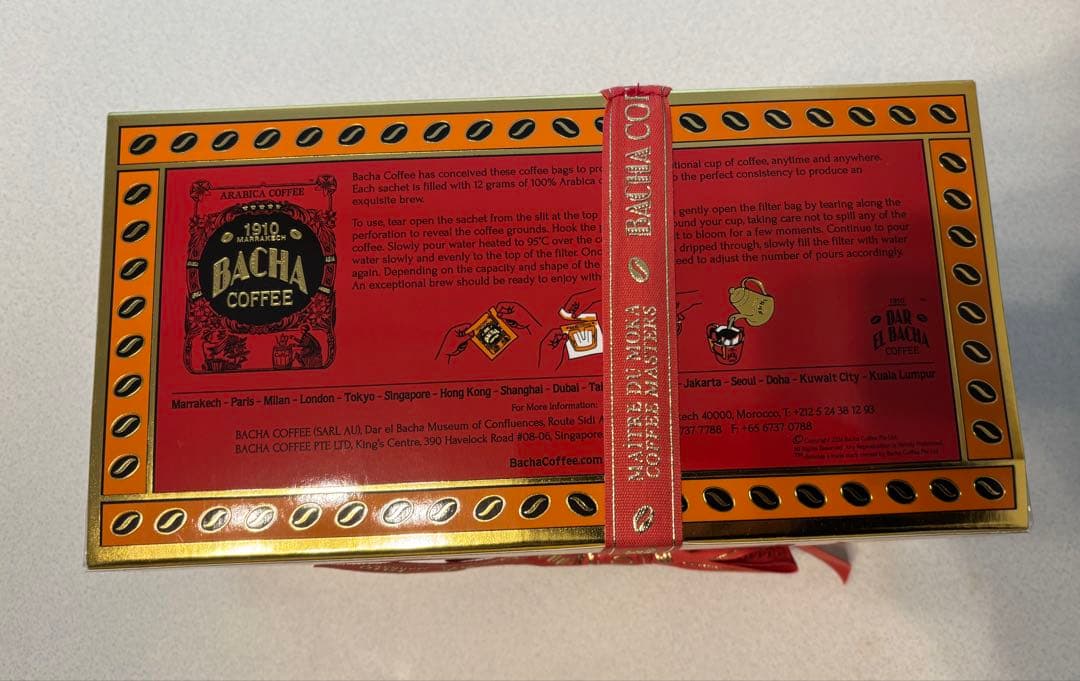 ARABICA COFFEE
1910
MARRAKECH
BACHA
COFFEE
Bacha Coffee has conceived these coffee bags to tional cup of coffee, anytime and anywhere.
Each sachet is filled with 12 grams of 100% Arabica the perfect consistency to produce an
exquisite brew.
To use, tear open the sachet from the slit at the top gently open the filter bag by tearing along the
perforation to reveal the coffee grounds. Hook the und your cup, taking care not to spill any of the
coffee. Slowly pour water heated to 95°C over the to bloom for a few moments. Continue to pour
water slowly and evenly to the top of the filter. dripped through, slowly fill the filter with water
again. Depending on the capacity and shape of the eed to adjust the number of pours accordingly.
An exceptional brew should be ready to enjoy
1910
DAR
EL BACHA
COFFEE
Marrakech - Paris - Milan - London - Tokyo - Singapore - Hong Kong - Shanghai - Dubai - - Jakarta - Seoul - Doha - Kuwait City - Kuala Lumpur
For More Information:
BACHA COFFEE (SARL AU), Dar el Bacha Museum of Confluences, Route Sidi kech 40000, Morocco, T: +212 5 24 38 12 93
BACHA COFFEE PTE LTD, King's Centre, 390 Havelock Road #08-06, Singapore 737 7788 F: +65 6737 0788
BachaCoffee.com
© Copyright Bacha Coffee Pte Ltd.
BACHA CO
MAITRE DU MOKA
COFFEE MASTERS